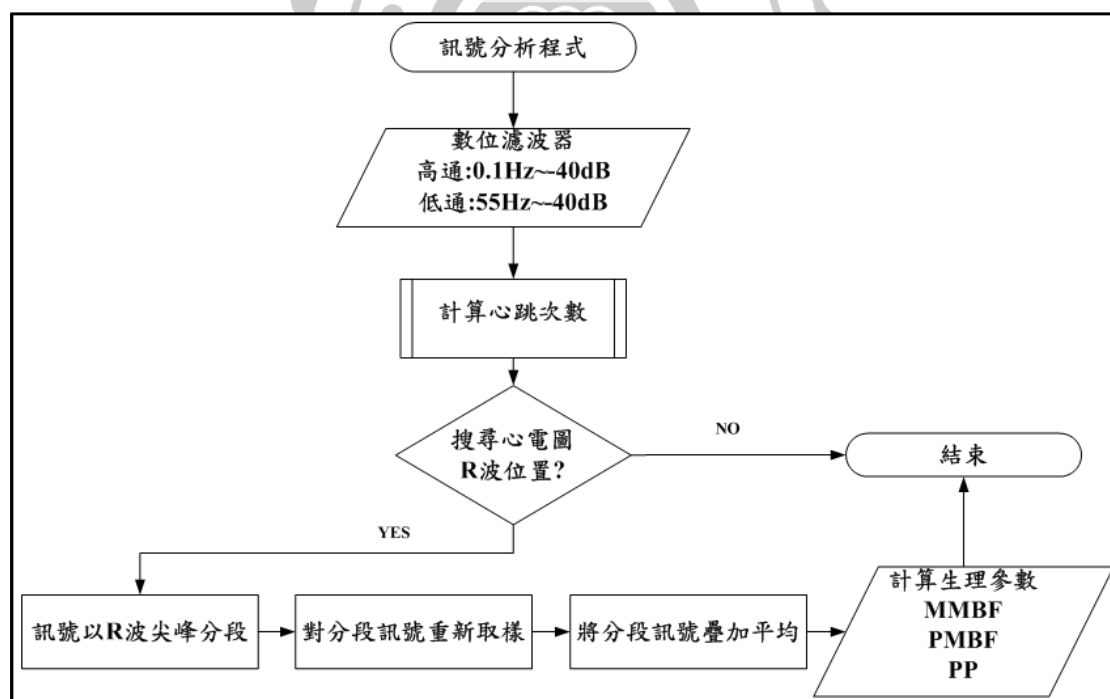 訊號分析程式
數位濾波器
高通:0.1Hz~-40dB
低通:55Hz~-40dB
計算心跳次數
搜尋心電圖
R波位置?
NO
結束
YES
訊號以R波尖峰分段
對分段訊號重新取樣
將分段訊號疊加平均
計算生理參數
MMBF
PMBF
PP